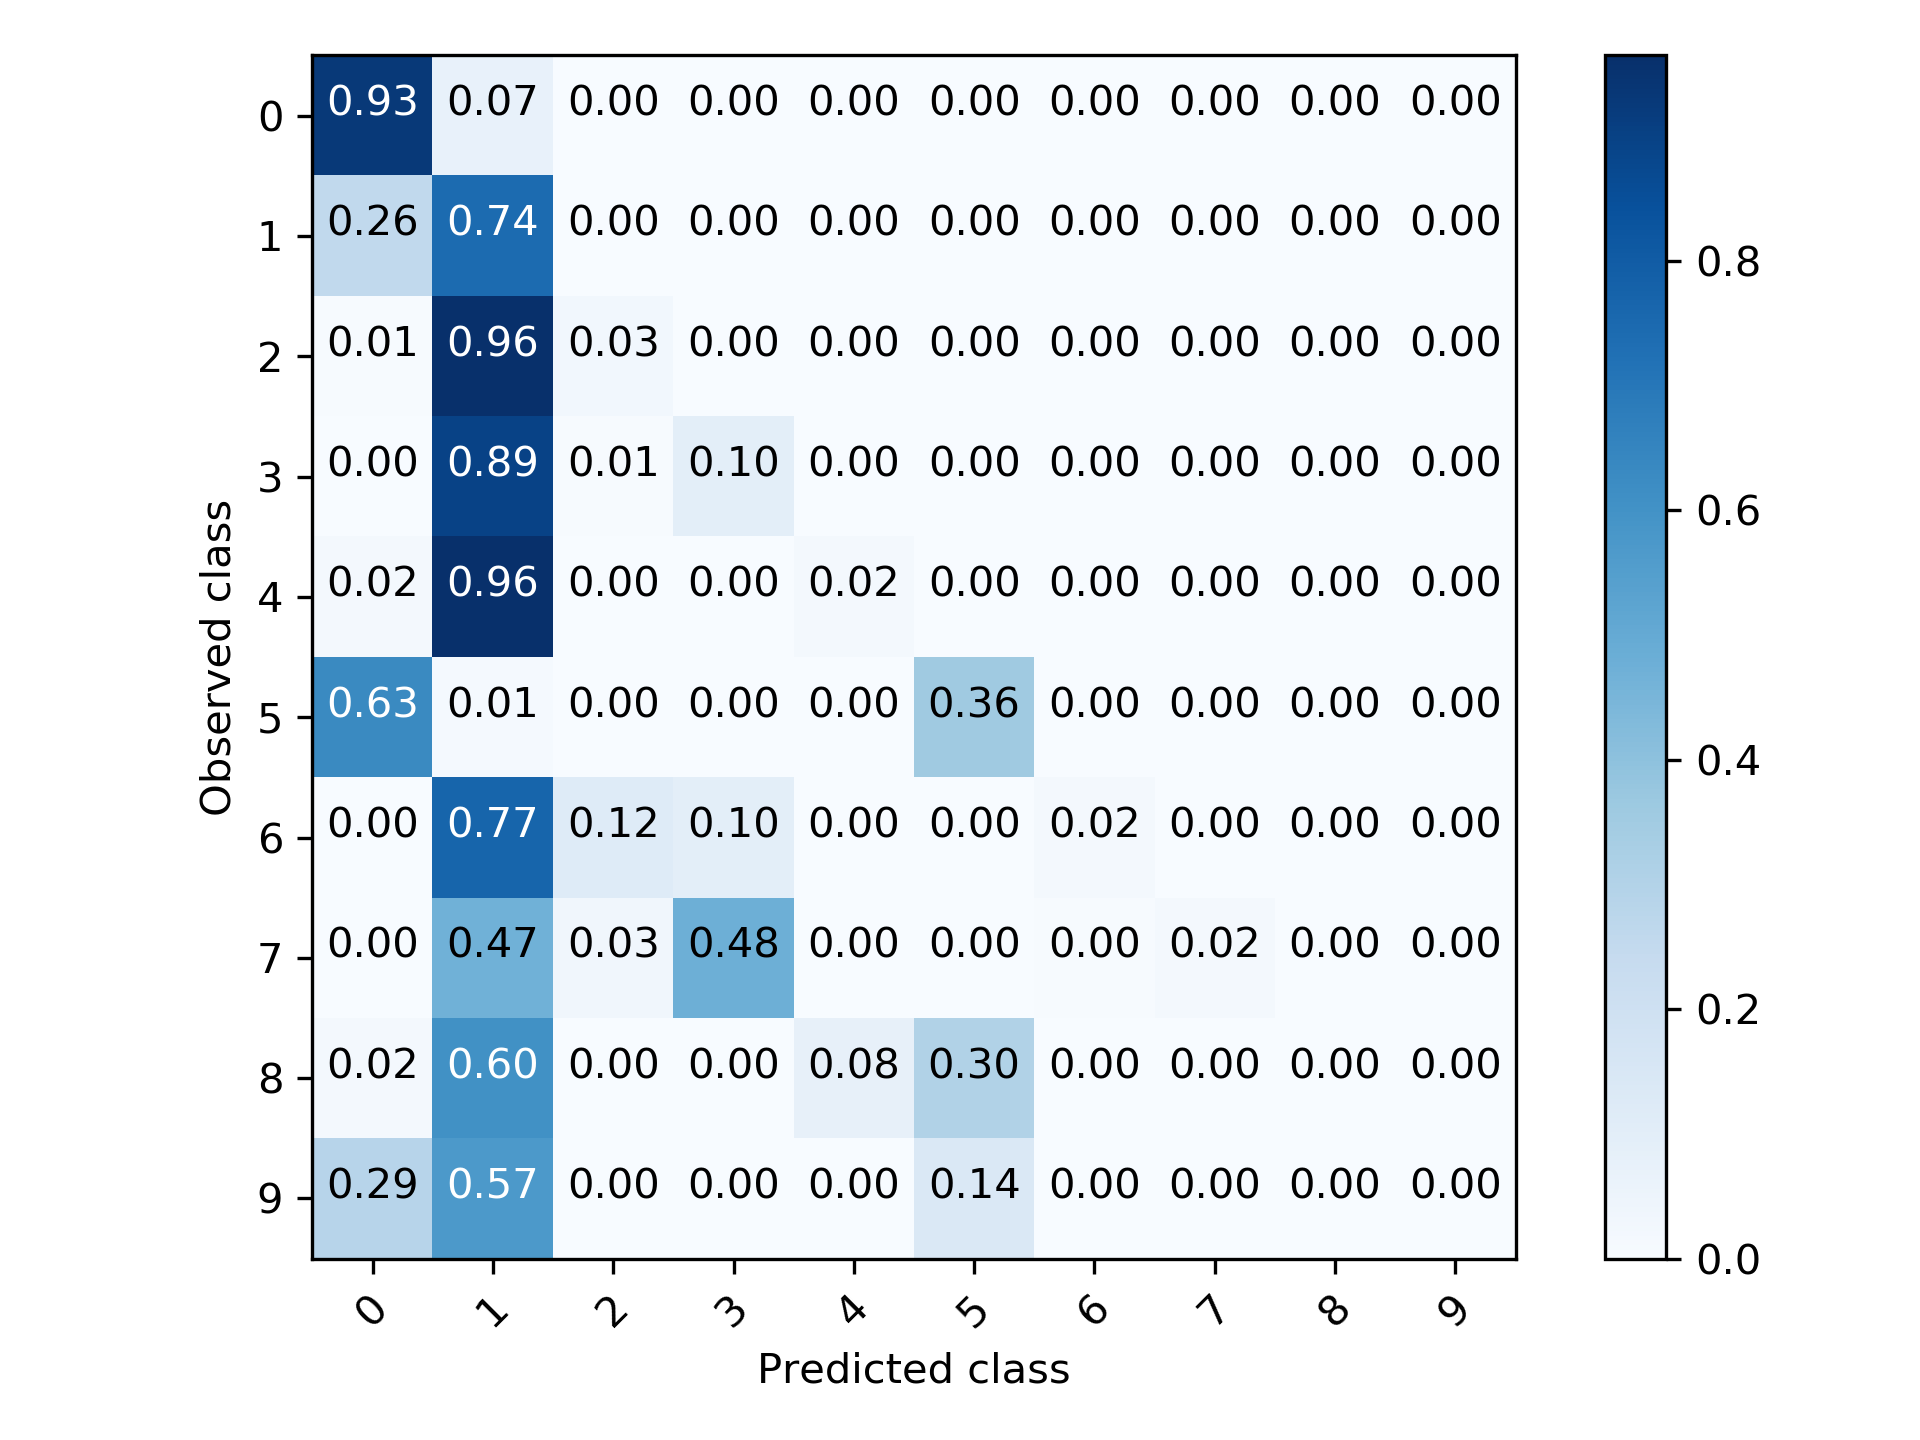 0 0.93 0.07 0.00 0.00 0.00 0.00 0.00 0.00 0.00 0.00
1 0.26 0.74 0.00 0.00 0.00 0.00 0.00 0.00 0.00 0.00
2 0.01 0.96 0.03 0.00 0.00 0.00 0.00 0.00 0.00 0.00
3 0.00 0.89 0.01 0.10 0.00 0.00 0.00 0.00 0.00 0.00
4 0.02 0.96 0.00 0.00 0.02 0.00 0.00 0.00 0.00 0.00
5 0.63 0.01 0.00 0.00 0.00 0.36 0.00 0.00 0.00 0.00
6 0.00 0.77 0.12 0.10 0.00 0.00 0.02 0.00 0.00 0.00
7 0.00 0.47 0.03 0.48 0.00 0.00 0.00 0.02 0.00 0.00
8 0.02 0.60 0.00 0.00 0.08 0.30 0.00 0.00 0.00 0.00
9 0.29 0.57 0.00 0.00 0.00 0.14 0.00 0.00 0.00 0.00
0 1 2 3 4 5 6 7 8 9
Predicted class
Observed class
0.8
0.6
0.4
0.2
0.0